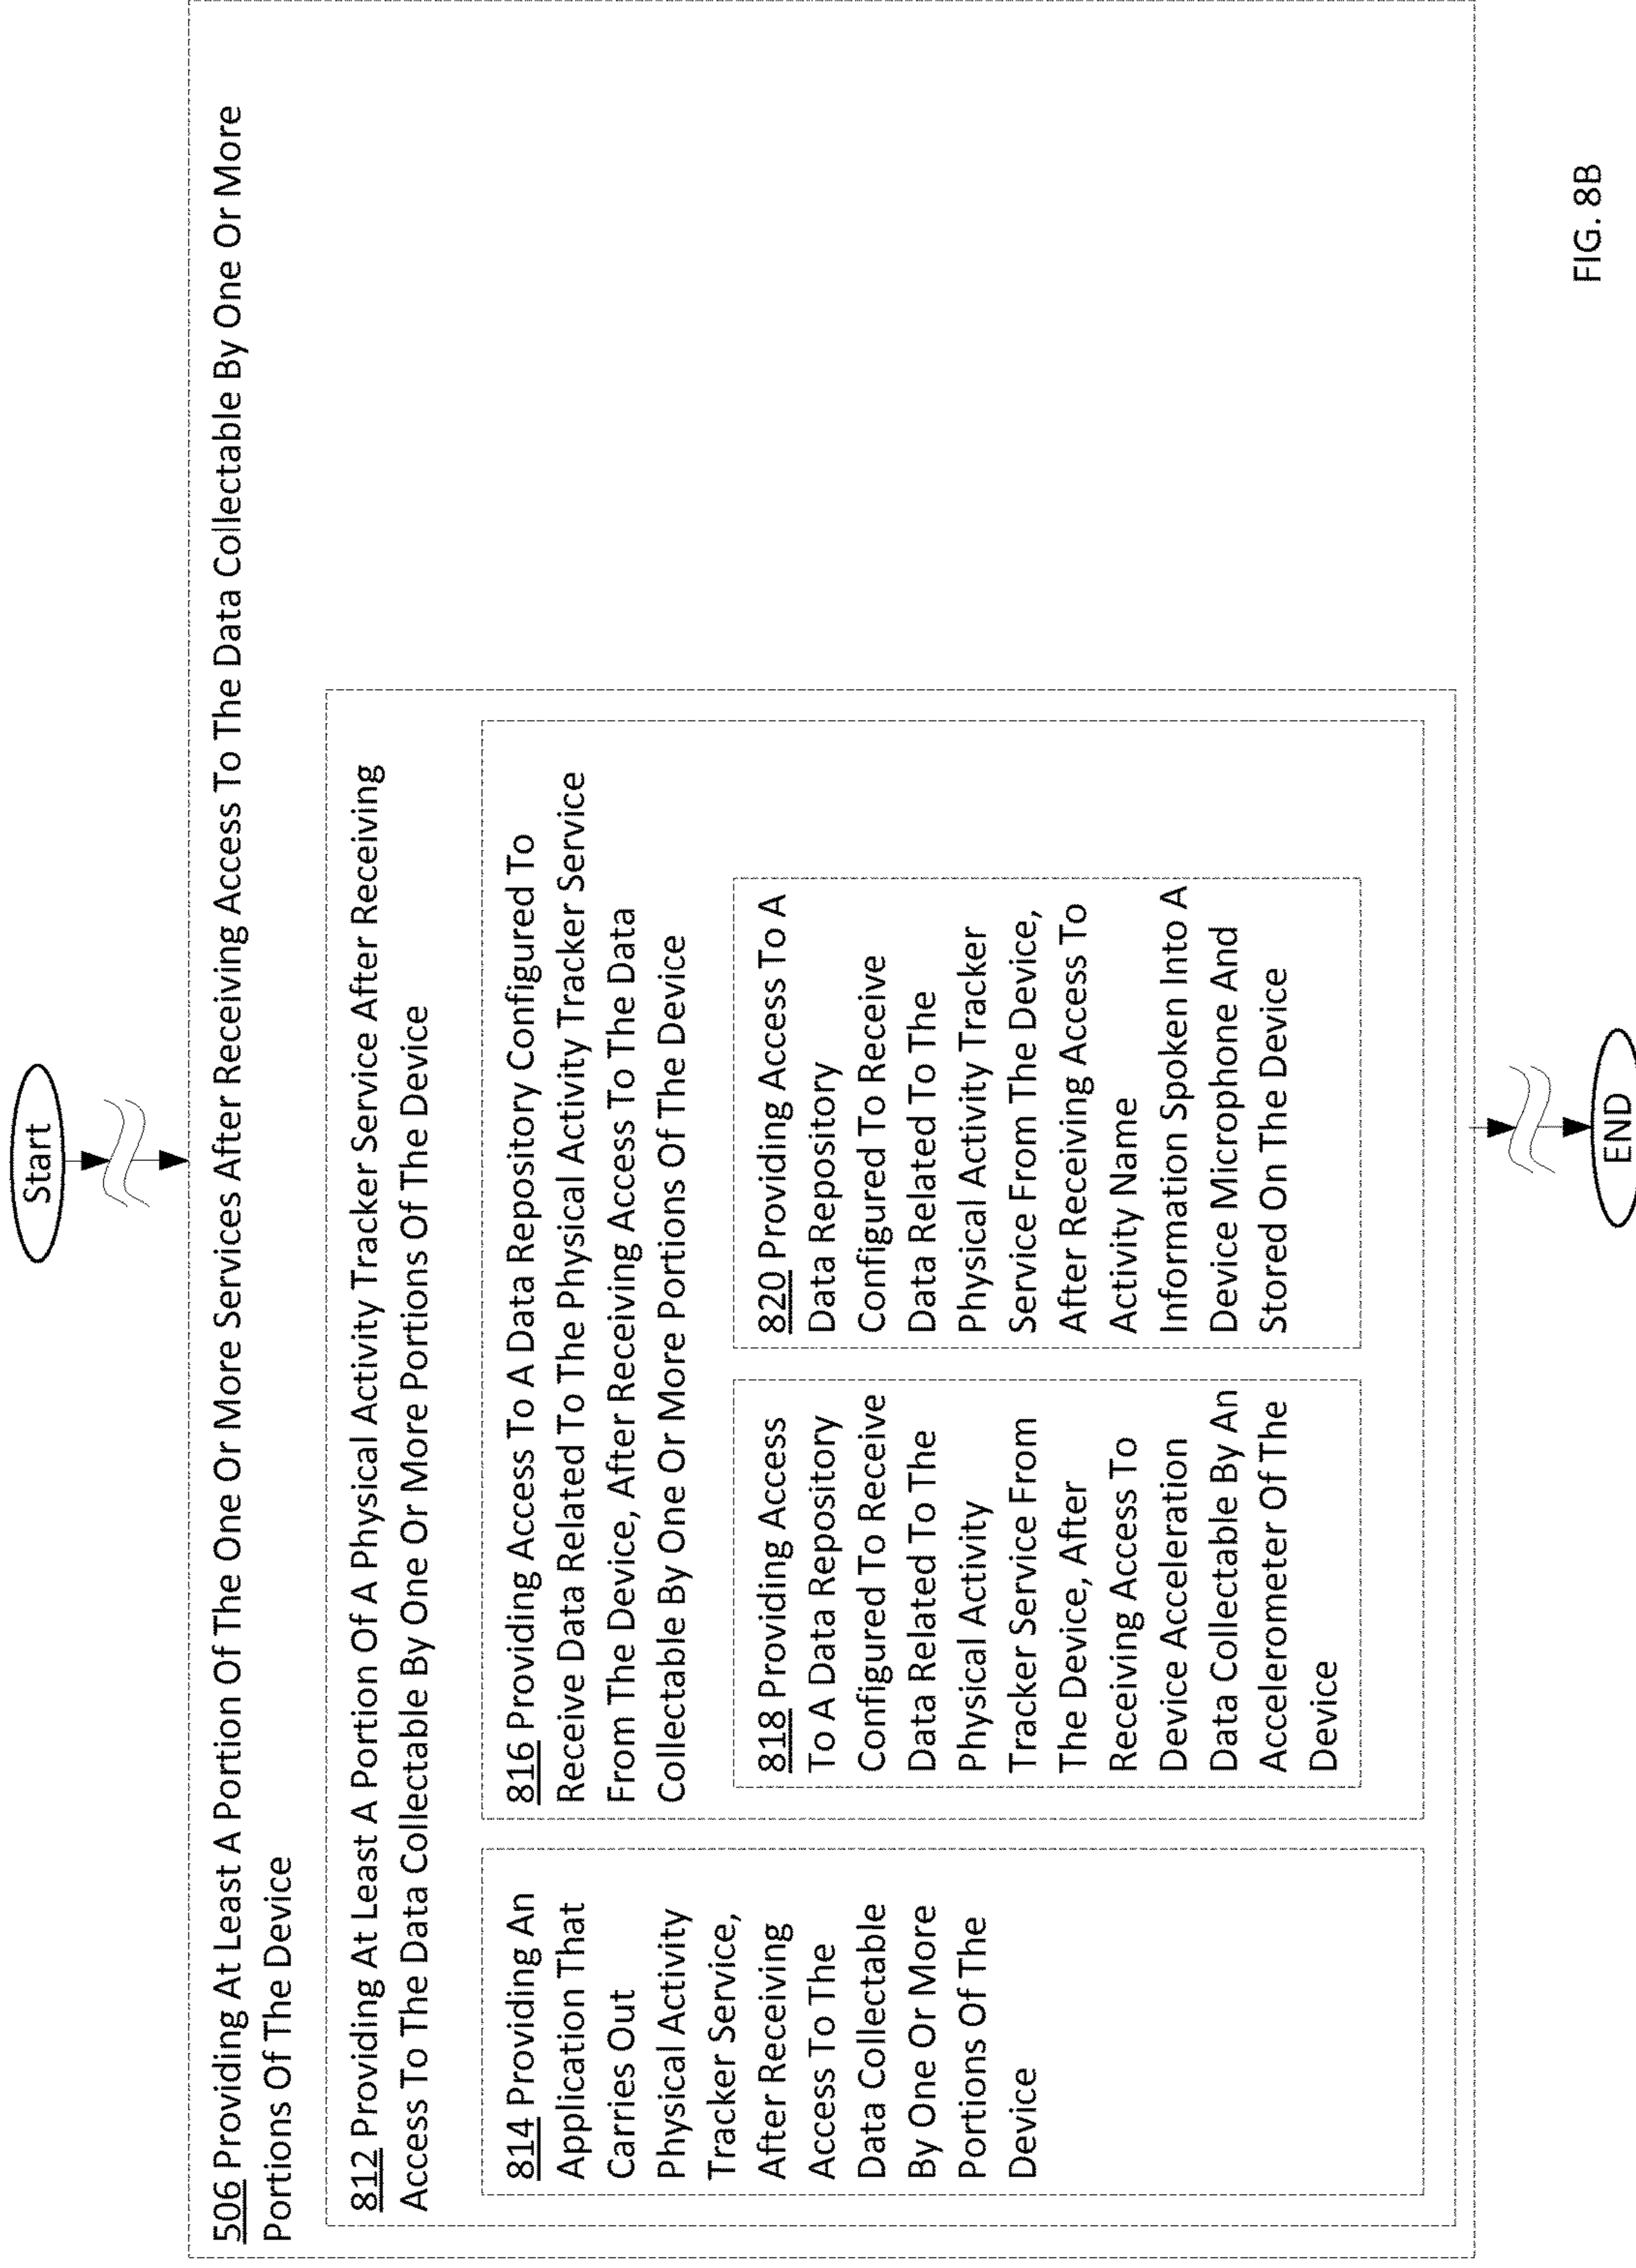 Start
506 Providing At Least A Portion Of The One Or More Services After Receiving Access To The Data Collectable By One Or More
Portions Of The Device
812 Providing At Least A Portion Of A Physical Activity Tracker Service After Receiving
Access To The Data Collectable By One Or More Portions Of The Device
814 Providing An
Application That
Carries Out
Physical Activity
Tracker Service,
After Receiving
Access To The
Data Collectable
By One Or More
Portions Of The
Device
816 Providing Access To A Data Repository Configured To
Receive Data Related To The Physical Activity Tracker Service
From The Device, After Receiving Access To The Data
Collectable By One Or More Portions Of The Device
818 Providing Access
To A Data Repository
Configured To Receive
Data Related To The
Physical Activity
Tracker Service From
The Device, After
Receiving Access To
Device Acceleration
Data Collectable By An
Accelerometer Of The
Device
820 Providing Access To A
Data Repository
Configured To Receive
Data Related To The
Physical Activity Tracker
Service From The Device,
After Receiving Access To
Activity Name
Information Spoken Into A
Device Microphone And
Stored On The Device
END
FIG. 8B